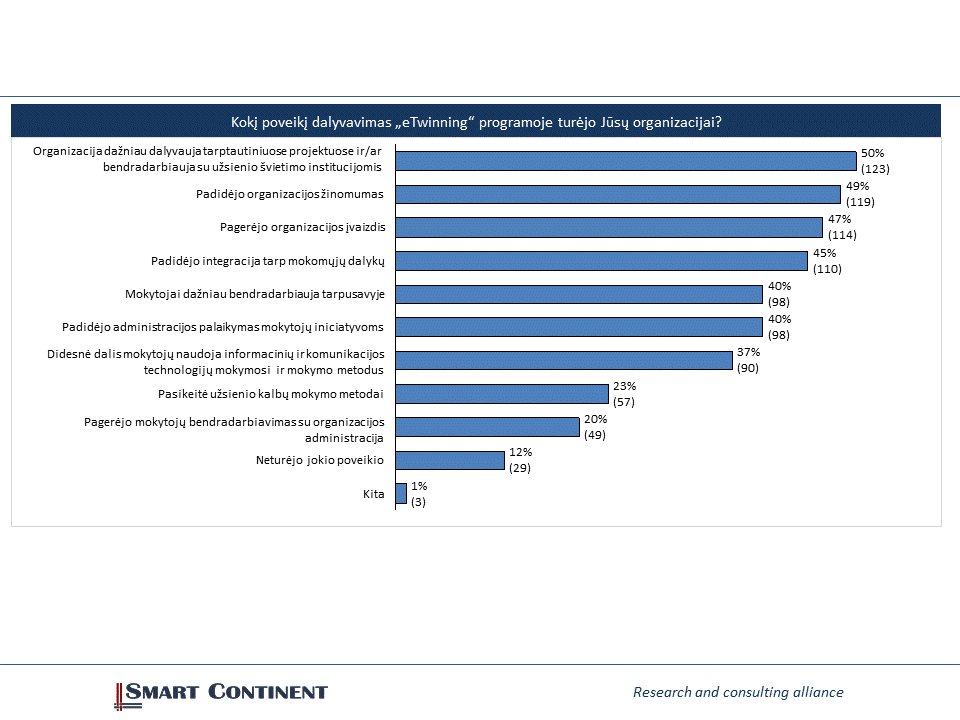 Kokį poveikį dalyvavimas „eTwinning“ programoje turėjo Jūsų organizacijai?
Organizacija dažniau dalyvauja tarptautiniuose projektuose ir/ar
bendradarbiauja su užsienio švietimo institucijomis
50%
(123)
Padidėjo organizacijos žinomumas
49%
(119)
Pagerėjo organizacijos įvaizdis
47%
(114)
Padidėjo integracija tarp mokomųjų dalykų
45%
(110)
Mokytojai dažniau bendradarbiauja tarpusavyje
40%
(98)
Padidėjo administracijos palaikymas mokytojų iniciatyvoms
40%
(98)
Didesnė dalis mokytojų naudoja informacinių ir komunikacijos
technologijų mokymosi ir mokymo metodus
37%
(90)
Pasikeitė užsienio kalbų mokymo metodai
23%
(57)
Pagerėjo mokytojų bendradarbiavimas su organizacijos
administracija
20%
(49)
Neturėjo jokio poveikio
12%
(29)
Kita
1%
(3)
SMART CONTINENT
Research and consulting alliance